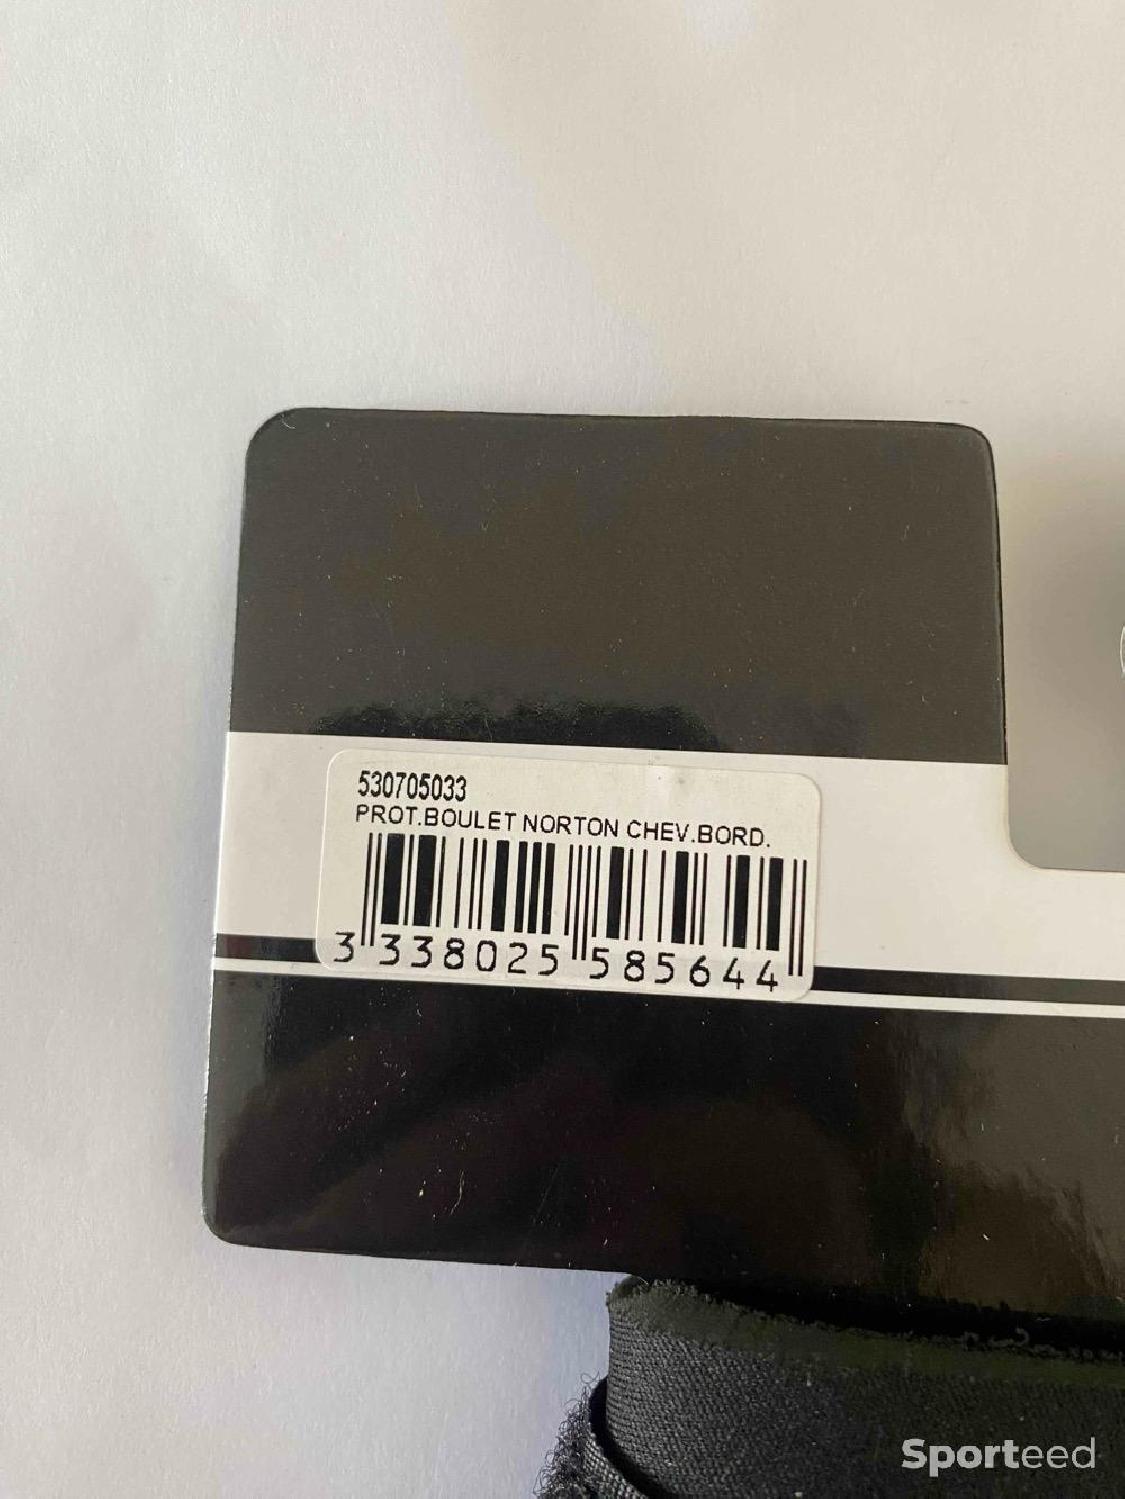 530705033
PROT.BOULET NORTON CHEV.BORD.
3 338025 585644
Sporteed